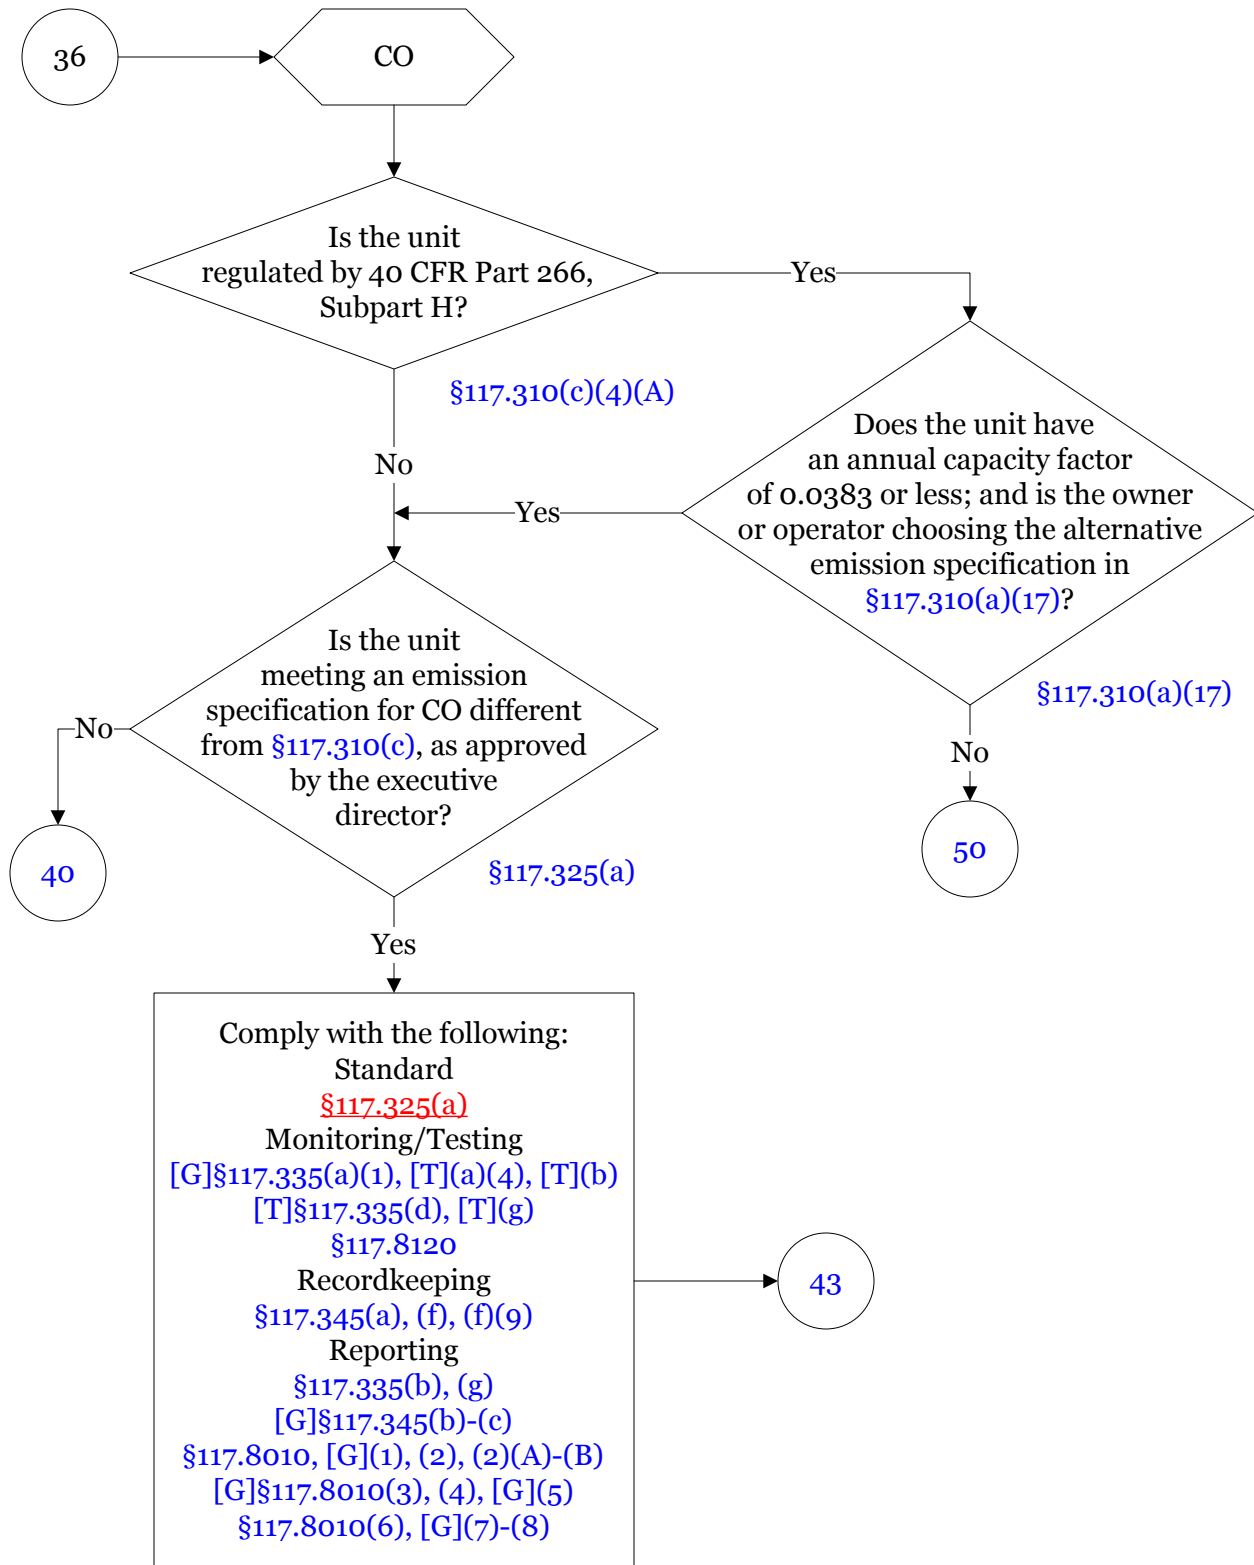 36
CO
Is the unit
regulated by 40 CFR Part 266,
Subpart H?
Yes
§117.310(c)(4)(A)
No
Does the unit have
an annual capacity factor
of 0.0383 or less; and is the owner
or operator choosing the alternative
emission specification in
§117.310(a)(17)?
Yes
§117.310(a)(17)
No
50
Is the unit
meeting an emission
specification for CO different
from §117.310(c), as approved
by the executive
director?
No
40
§117.325(a)
Yes
Comply with the following:
Standard
§117.325(a)
Monitoring/Testing
[G]§117.335(a)(1), [T](a)(4), [T](b)
[T]§117.335(d), [T](g)
§117.8120
Recordkeeping
§117.345(a), (f), (f)(9)
Reporting
§117.335(b), (g)
[G]§117.345(b)-(c)
§117.8010, [G](1), (2), (2)(A)-(B)
[G]§117.8010(3), (4), [G](5)
§117.8010(6), [G](7)-(8)
43